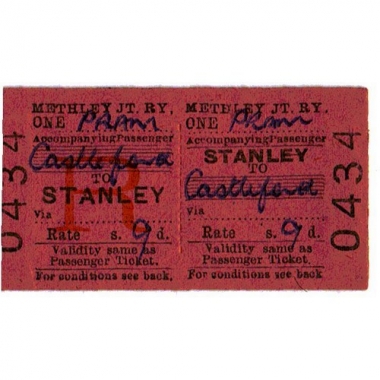 METHLEY JT. RY.
ONE Pram
Accompanying Passenger
Castleford
TO
STANLEY
Via
Rate s. 9 d.
Validity same as
Passenger Ticket.
For conditions see back.
0434
METHLEY JT. RY.
ONE Pram
Accompanying Passenger
STANLEY
TO
Castleford
Via
Rate s. 9 d.
Validity same as
Passenger Ticket.
For conditions see back
0434